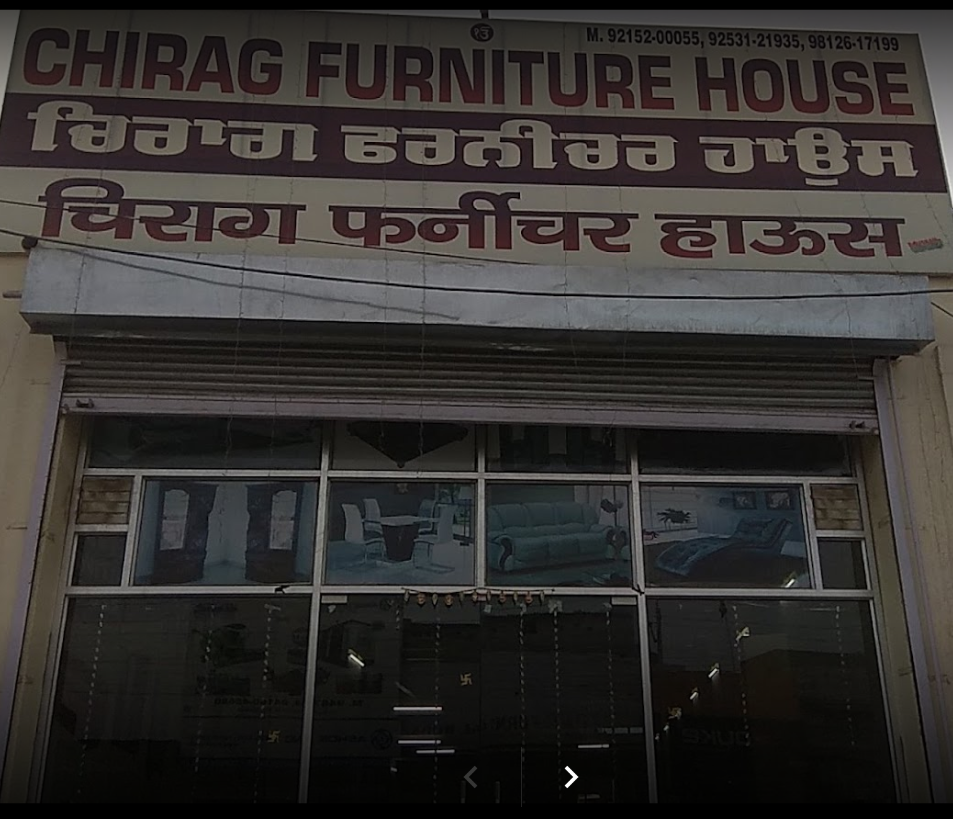 ੴ
M. 92152-00055, 92531-21935, 98126-17199
CHIRAG FURNITURE HOUSE
ਚਿਰਾਗ ਫਰਨੀਚਰ ਹਾਊਸ
चिराग फर्नीचर हाऊस